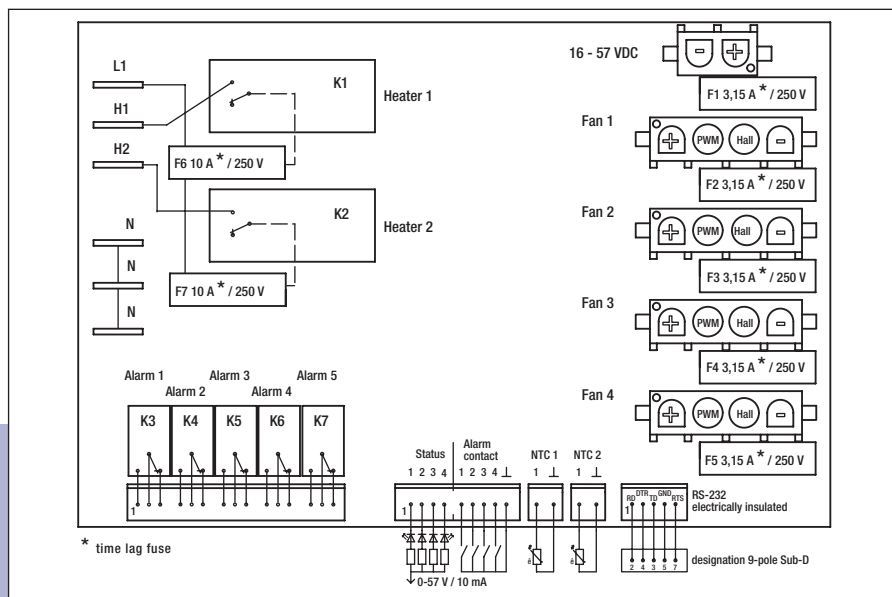 L1
H1
H2
N
N
N
K1
Heater 1
F6 10 A * / 250 V
K2
Heater 2
F7 10 A * / 250 V
16 - 57 VDC
- +
F1 3,15 A * / 250 V
Fan 1
+ PWM Hall -
F2 3,15 A * / 250 V
Fan 2
+ PWM Hall -
F3 3,15 A * / 250 V
Fan 3
+ PWM Hall -
F4 3,15 A * / 250 V
Fan 4
+ PWM Hall -
F5 3,15 A * / 250 V
Alarm 1 Alarm 3 Alarm 5
Alarm 2 Alarm 4
K3 K4 K5 K6 K7
1
Status
Alarm contact
1 2 3 4 1 2 3 4 ⊥
1
0-57 V / 10 mA
NTC 1
1 ⊥
NTC 2
1 ⊥
RD DTR TD GND RTS
1
RS-232
electrically insulated
2 4 3 5 7
designation 9-pole Sub-D
* time lag fuse